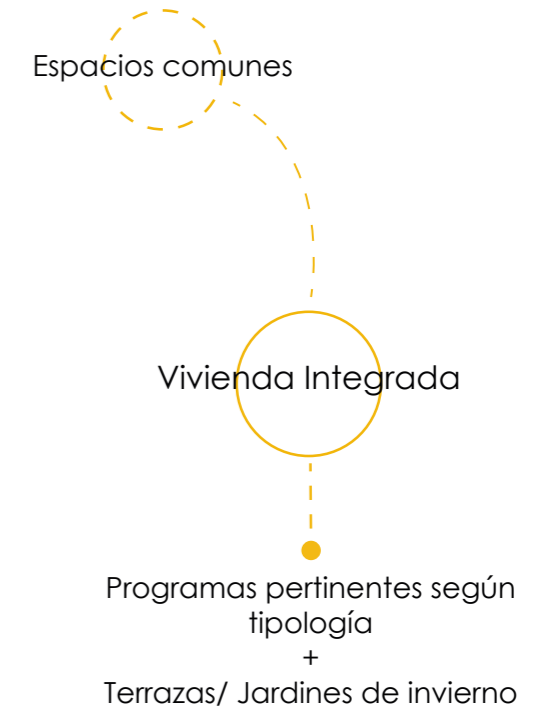 Espacios comunes
Vivienda Integrada
Programas pertinentes según
tipología
+
Terrazas/ Jardines de invierno